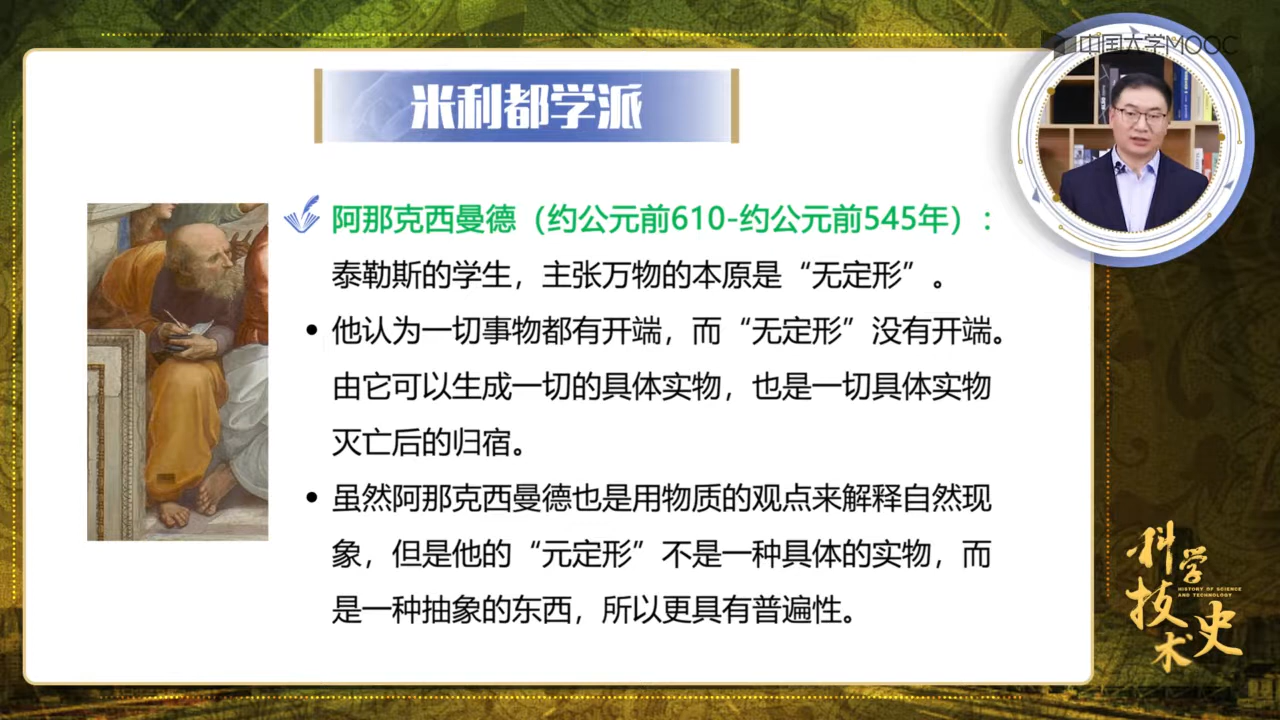 中国大学MOOC
米利都学派
阿那克西曼德（约公元前610-约公元前545年）：
泰勒斯的学生，主张万物的本原是“无定形”。
• 他认为一切事物都有开端，而“无定形”没有开端。
由它可以生成一切的具体实物，也是一切具体实物
灭亡后的归宿。
• 虽然阿那克西曼德也是用物质的观点来解释自然现
象，但是他的“元定形”不是一种具体的实物，而
是一种抽象的东西，所以更具有普遍性。
科学
HISTORY OF SCIENCE
AND TECHNOLOGY
技术史